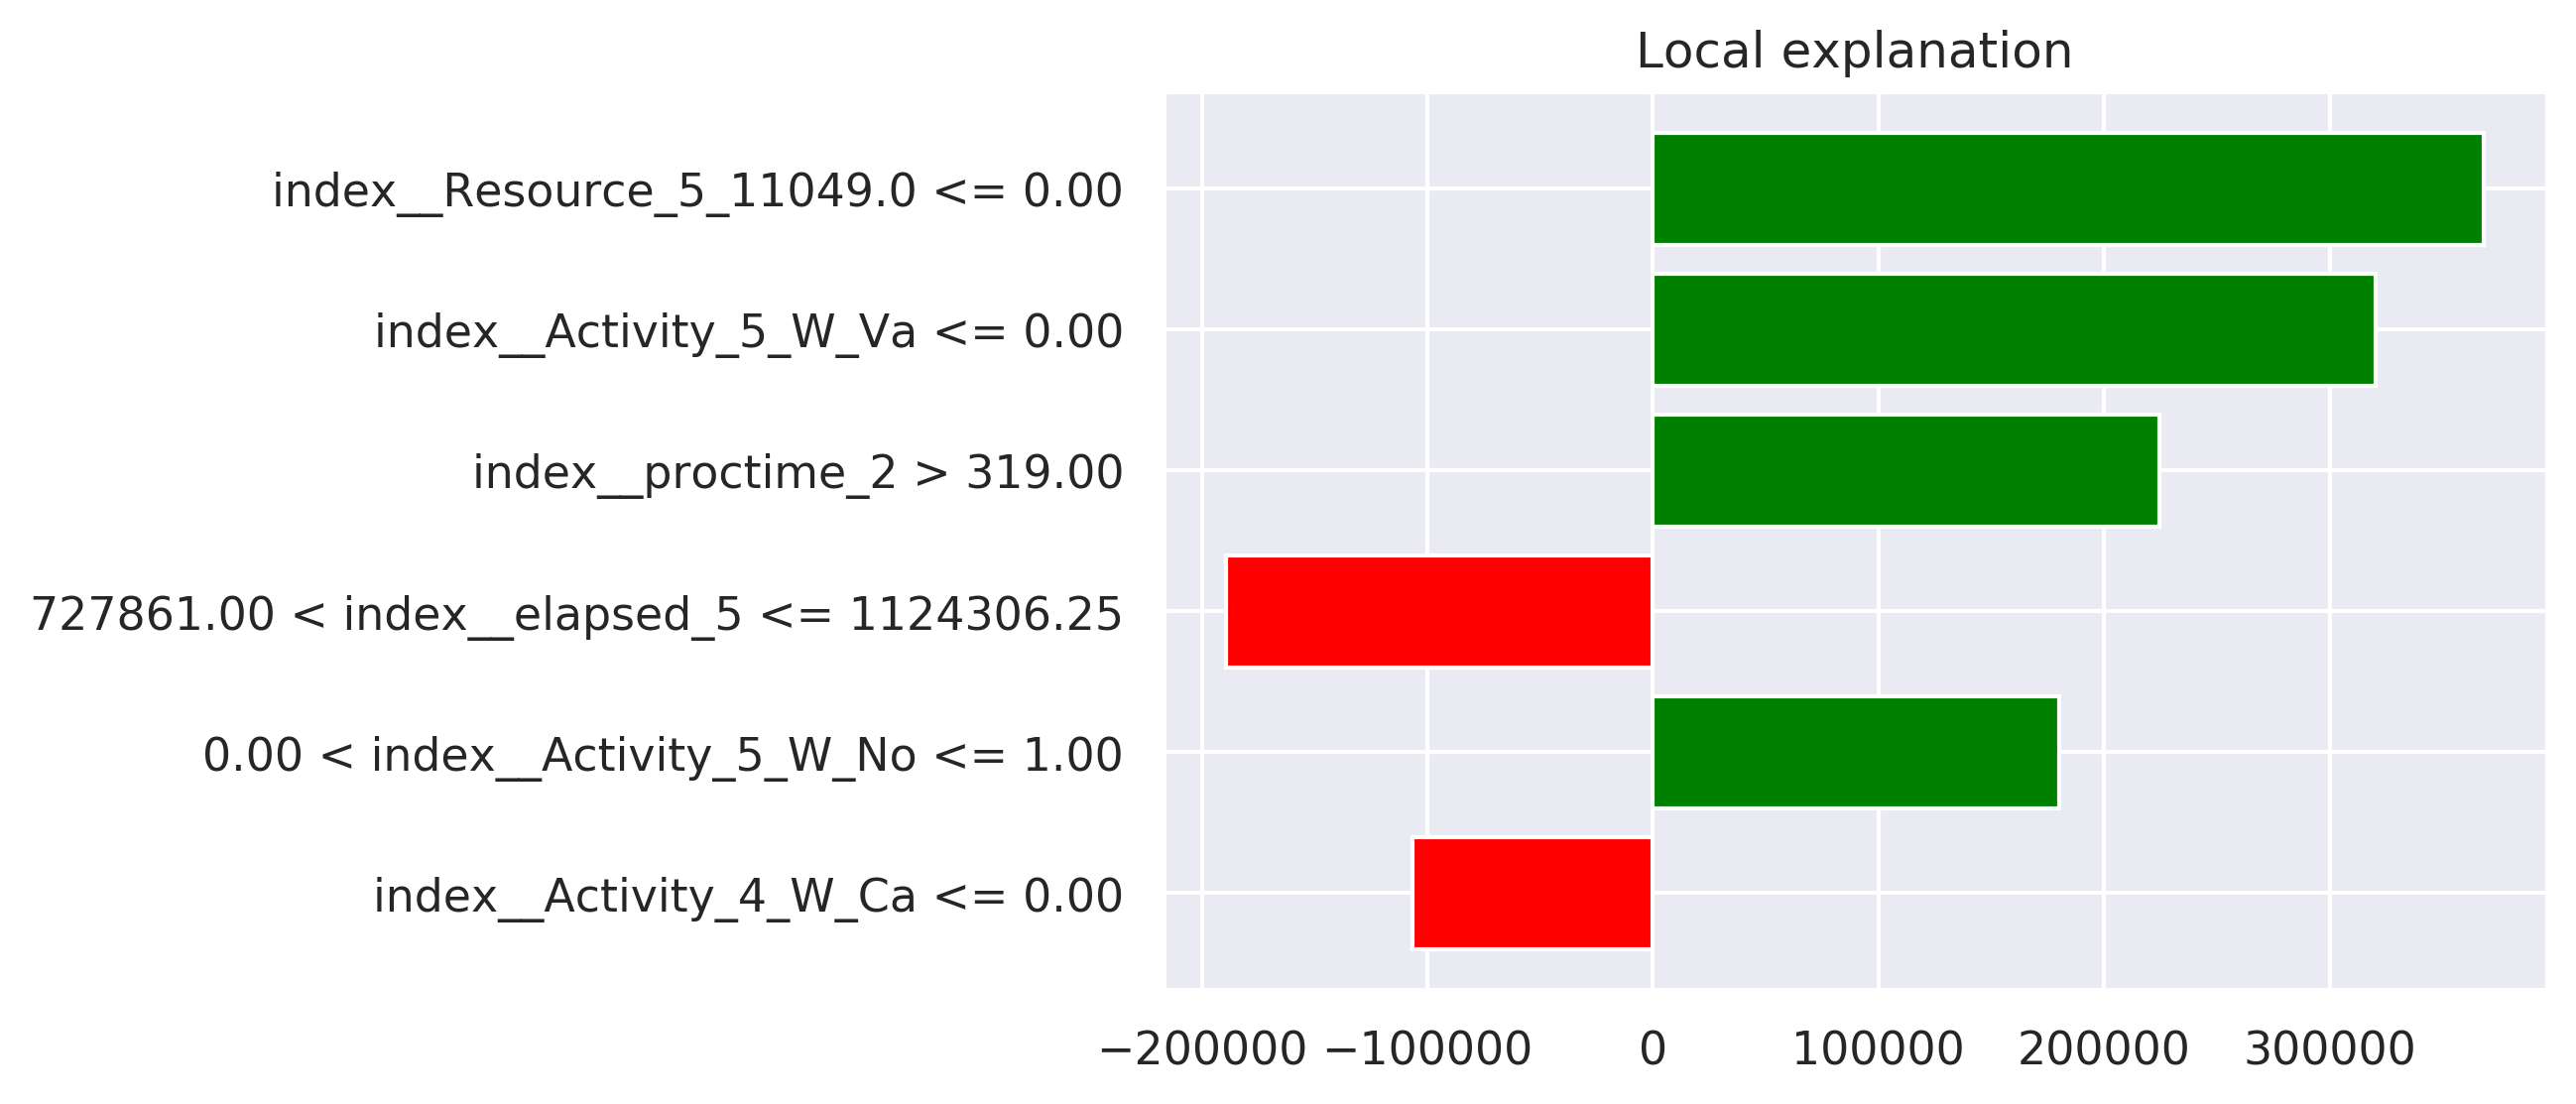 Local explanation
index__Resource_5_11049.0 <= 0.00
index__Activity_5_W_Va <= 0.00
index__proctime_2 > 319.00
727861.00 < index__elapsed_5 <= 1124306.25
0.00 < index__Activity_5_W_No <= 1.00
index__Activity_4_W_Ca <= 0.00
−200000 −100000 0 100000 200000 300000